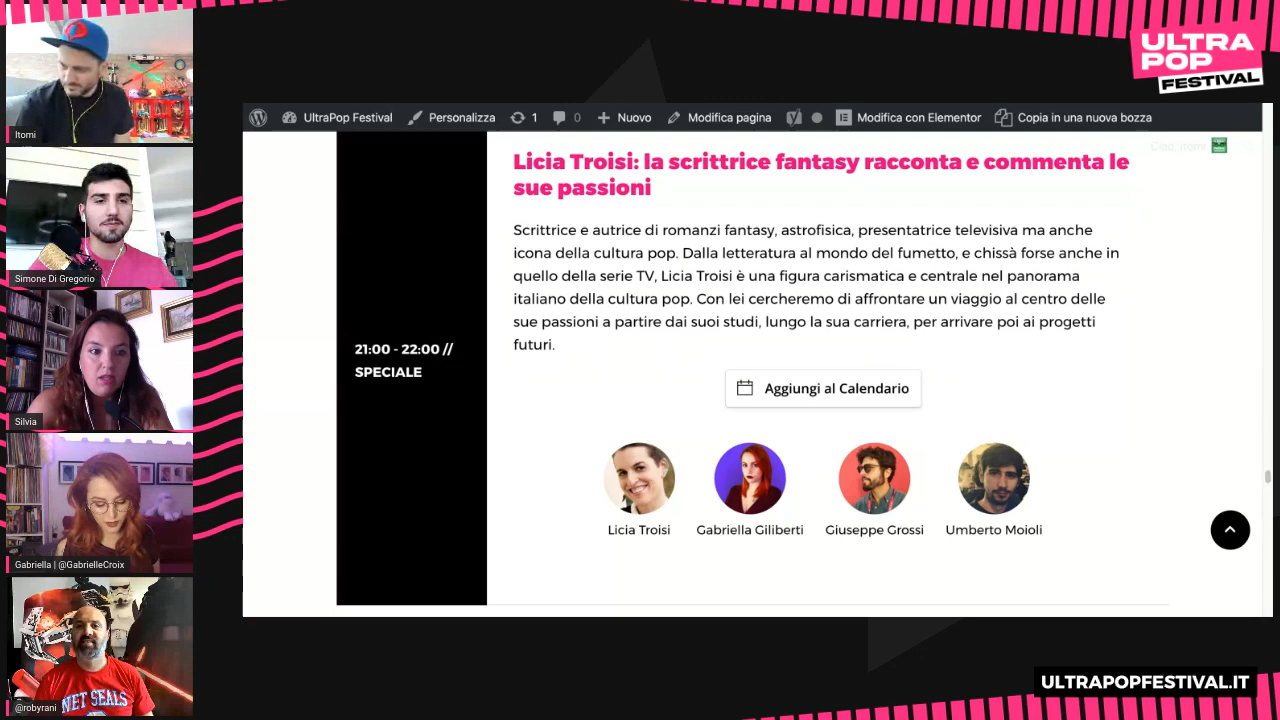 ULTRA
POP
FESTIVAL
UltraPop Festival Personalizza 1 0 Nuovo Modifica pagina Modifica con Elementor Copia in una nuova bozza
Ciao, itomi
Licia Troisi: la scrittrice fantasy racconta e commenta le
sue passioni
Scrittrice e autrice di romanzi fantasy, astrofisica, presentatrice televisiva ma anche
icona della cultura pop. Dalla letteratura al mondo del fumetto, e chissà forse anche in
quello della serie TV, Licia Troisi è una figura carismatica e centrale nel panorama
italiano della cultura pop. Con lei cercheremo di affrontare un viaggio al centro delle
sue passioni a partire dai suoi studi, lungo la sua carriera, per arrivare poi ai progetti
futuri.
21:00 - 22:00 //
SPECIALE
Aggiungi al Calendario
Licia Troisi Gabriella Giliberti Giuseppe Grossi Umberto Moioli
Itomi
Simone Di Gregorio
Silvia
Gabriella | @GabrielleCroix
NET SEALS
@robyrani
ULTRAPOPFESTIVAL.IT